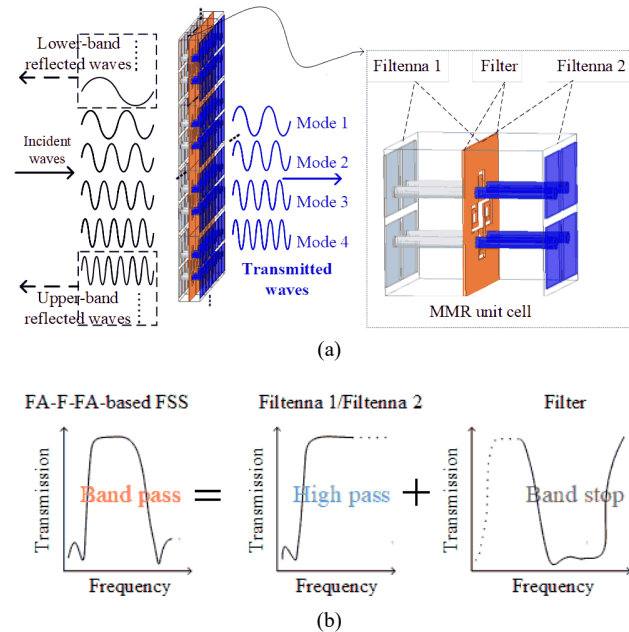 Lower-band
reflected waves
Incident
waves
Upper-band
reflected waves
Mode 1
Mode 2
Mode 3
Mode 4
Transmitted
waves
Filtenna 1
Filter
Filtenna 2
MMR unit cell
(a)
FA-F-FA-based FSS
Filtenna 1/Filtenna 2
Filter
Transmission
Band pass
=
Transmission
High pass
+
Transmission
Band stop
Frequency
Frequency
Frequency
(b)